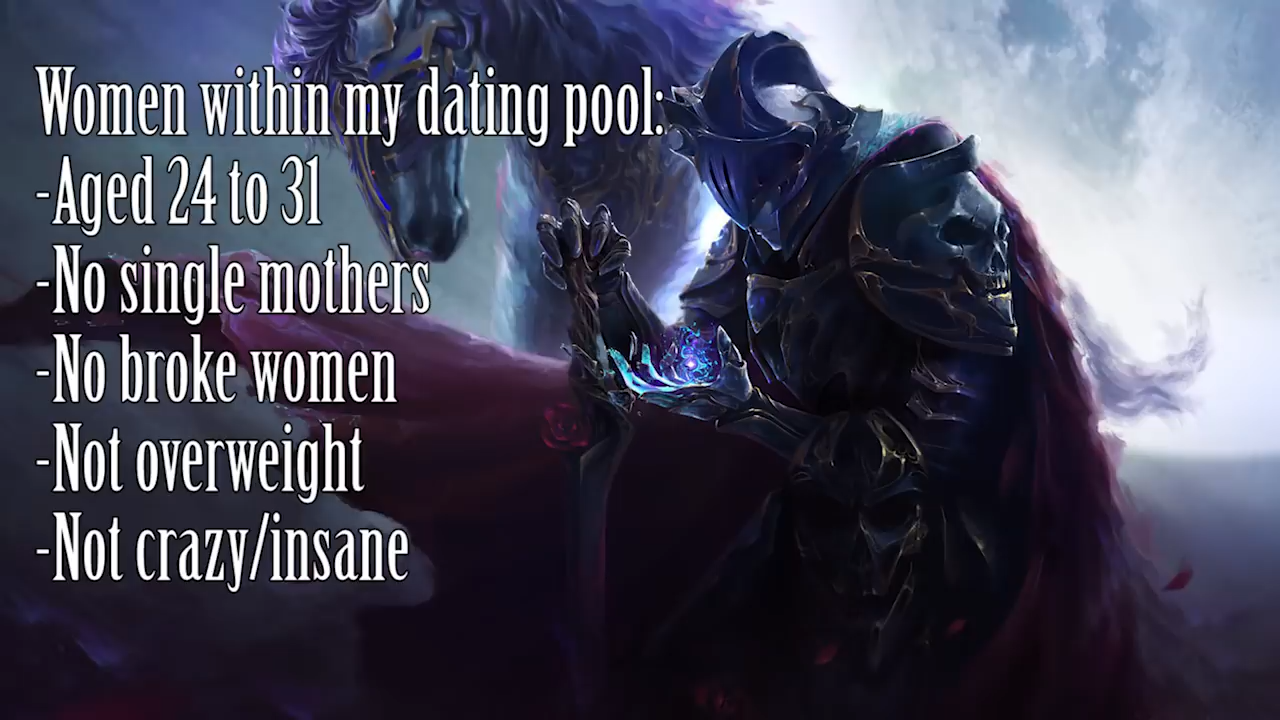 Women within my dating pool:
-Aged 24 to 31
-No single mothers
-No broke women
-Not overweight
-Not crazy/insane